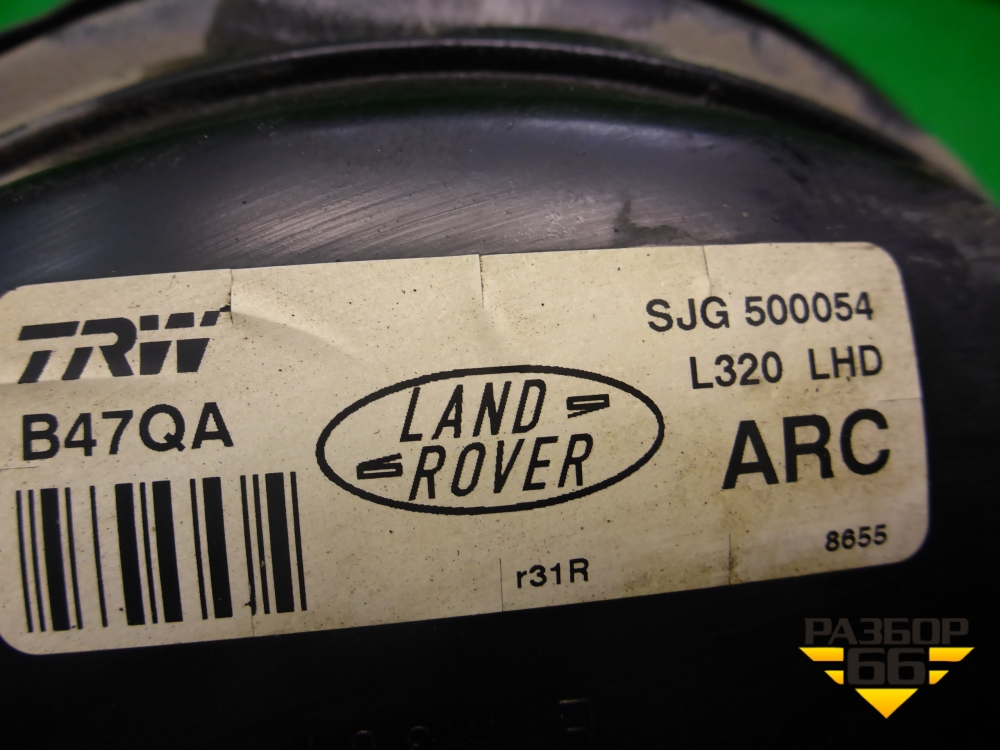 TRW
B47QA
SJG 500054
L320 LHD
ARC
LAND
ROVER
r31R
8655
РАЗБОР
66